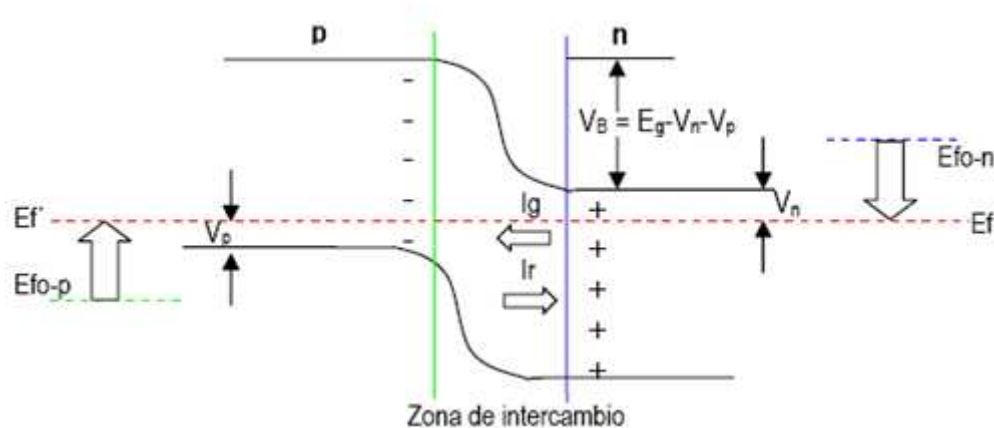 p
n
V_B = E_g-V_n-V_p
Efo-n
-
-
-
-
-
Ig
+
V_n
Ef´
V_p
Ef
+
Ir
Efo-p
+
+
+
Zona de intercambio